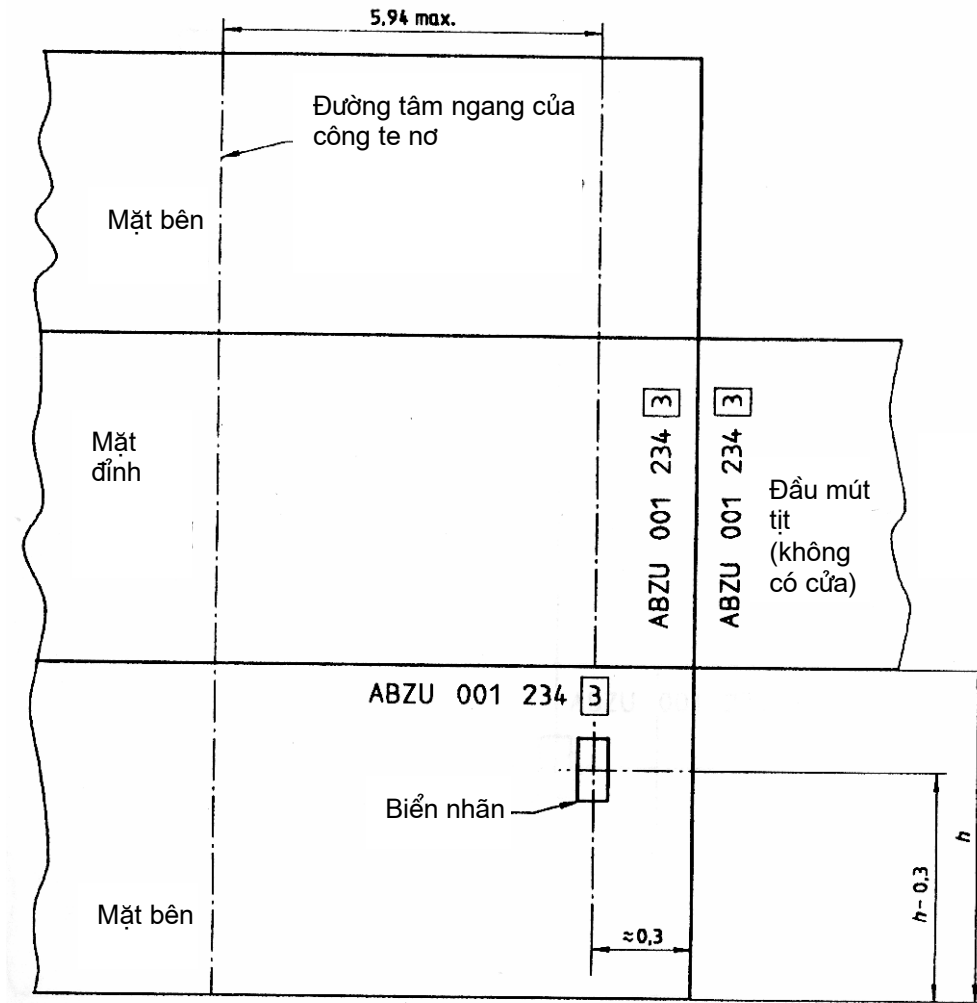 5,94 max.
Đường tâm ngang của
công te nơ
Mặt bên
Mặt
đỉnh
ABZU 001 234 3
ABZU 001 234 3
Đầu mút
tịt
(không
có cửa)
ABZU 001 234 3
Biển nhãn
h
h-0,3
Mặt bên
≈0,3